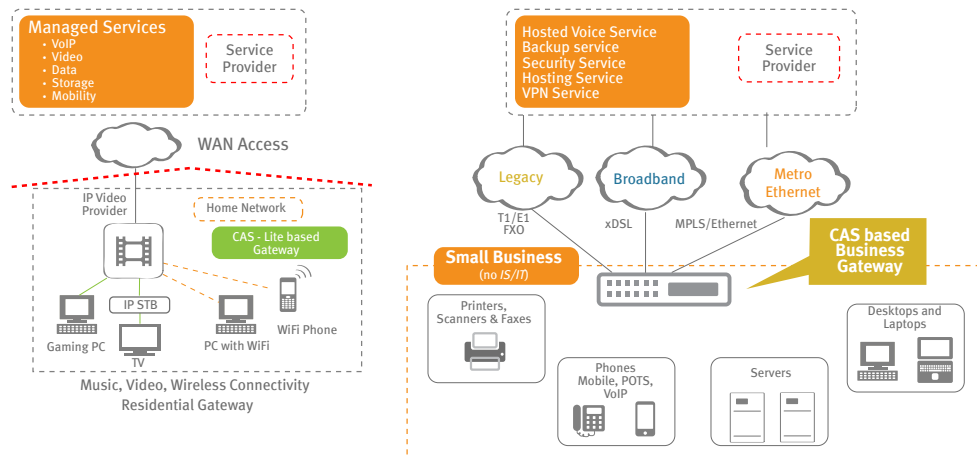 Managed Services
• VoIP
• Video
• Data
• Storage
• Mobility
Service
Provider
WAN Access
IP Video
Provider
Home Network
CAS - Lite based
Gateway
IP STB
Gaming PC
TV
PC with WiFi
WiFi Phone
Music, Video, Wireless Connectivity
Residential Gateway
Hosted Voice Service
Backup service
Security Service
Hosting Service
VPN Service
Service
Provider
Legacy
Broadband
Metro
Ethernet
T1/E1
FXO
xDSL
MPLS/Ethernet
CAS based
Business
Gateway
Small Business
(no IS/IT)
Printers,
Scanners & Faxes
Phones
Mobile, POTS,
VoIP
Servers
Desktops and
Laptops